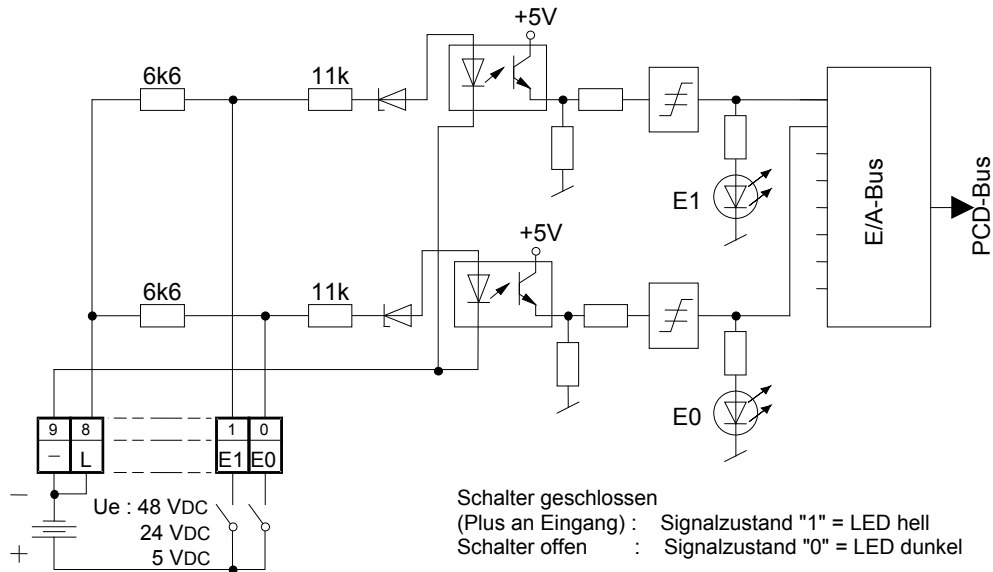 +5V
6k6
11k
E1
E/A-Bus
PCD-Bus
+5V
6k6
11k
E0
9 8 1 0
– L E1 E0
–
+
Ue : 48 VDC
24 VDC
5 VDC
Schalter geschlossen
(Plus an Eingang) : Signalzustand "1" = LED hell
Schalter offen : Signalzustand "0" = LED dunkel